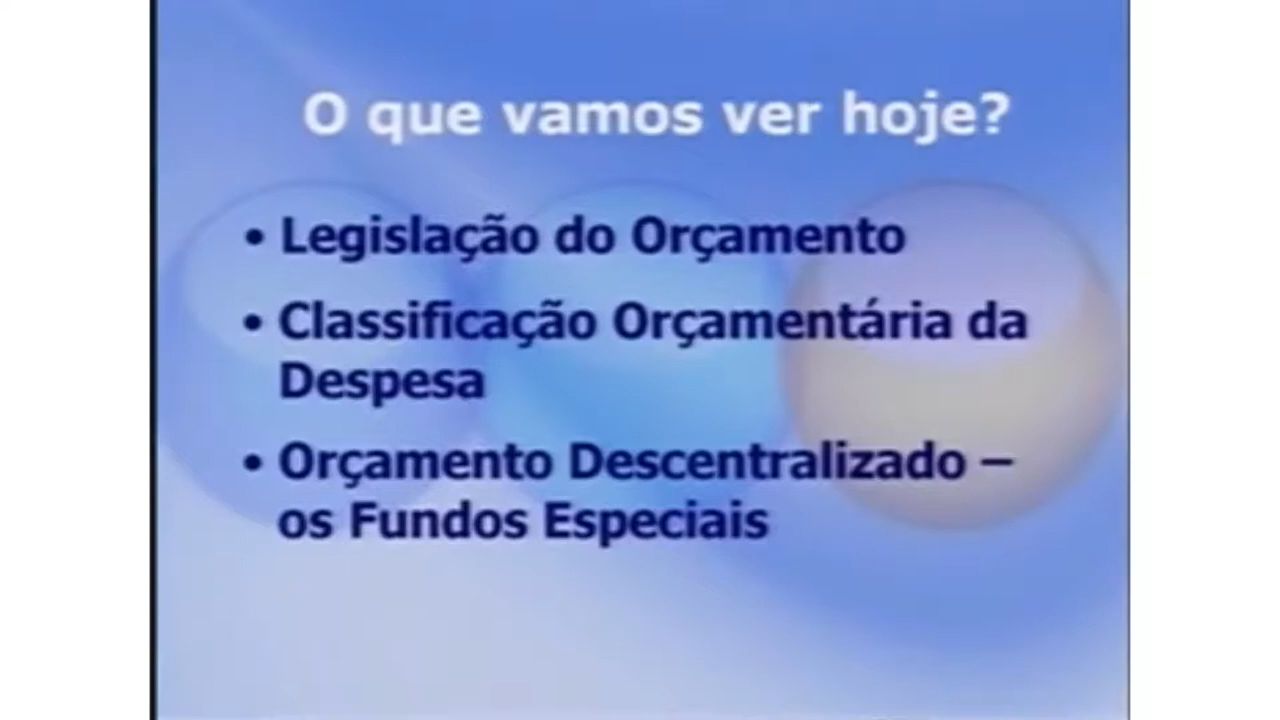 O que vamos ver hoje?
• Legislação do Orçamento
• Classificação Orçamentária da
Despesa
• Orçamento Descentralizado –
os Fundos Especiais